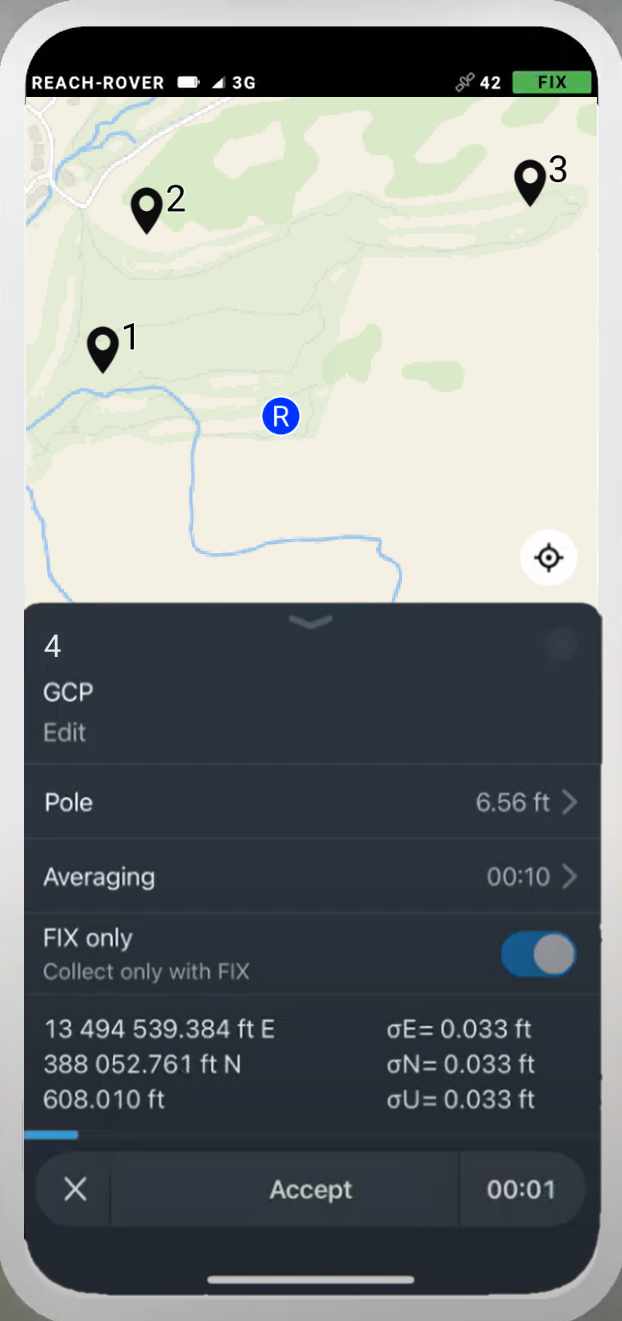 REACH-ROVER 3G 42 FIX
3
2
1
R
4
GCP
Edit
Pole 6.56 ft
Averaging 00:10
FIX only
Collect only with FIX
13 494 539.384 ft E σE= 0.033 ft
388 052.761 ft N σN= 0.033 ft
608.010 ft σU= 0.033 ft
Accept 00:01